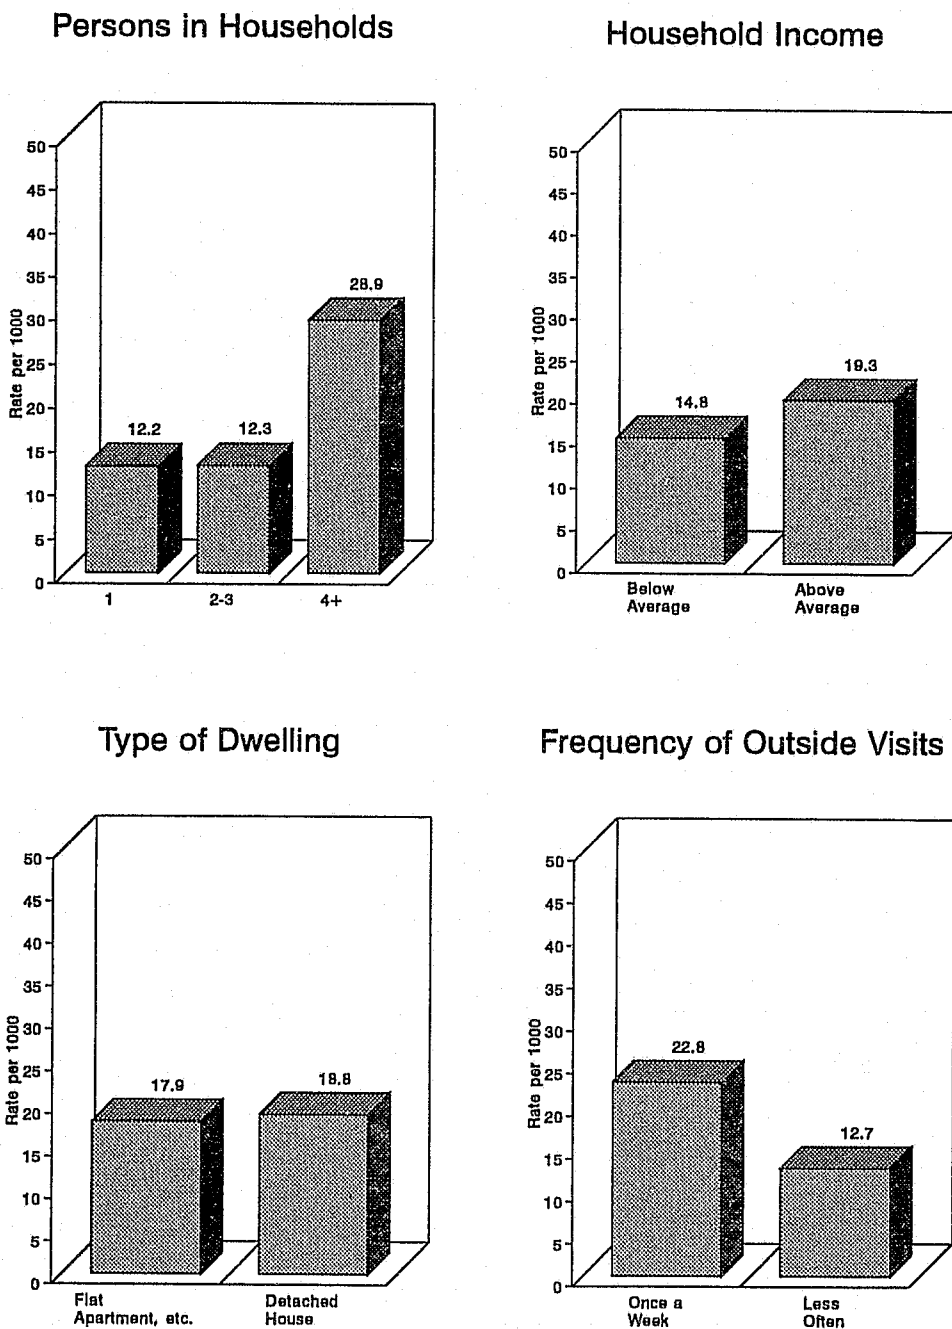 Persons in Households
50
45
40
35
30
25
20
15
10
5
0
Rate per 1000
12.2
12.3
28.9
1
2-3
4+
Household Income
50
45
40
35
30
25
20
15
10
5
0
Rate per 1000
14.8
19.3
Below
Average
Above
Average
Type of Dwelling
50
45
40
35
30
25
20
15
10
5
0
Rate per 1000
17.9
18.8
Flat
Apartment, etc.
Detached
House
Frequency of Outside Visits
50
45
40
35
30
25
20
15
10
5
0
Rate per 1000
22.8
12.7
Once a
Week
Less
Often